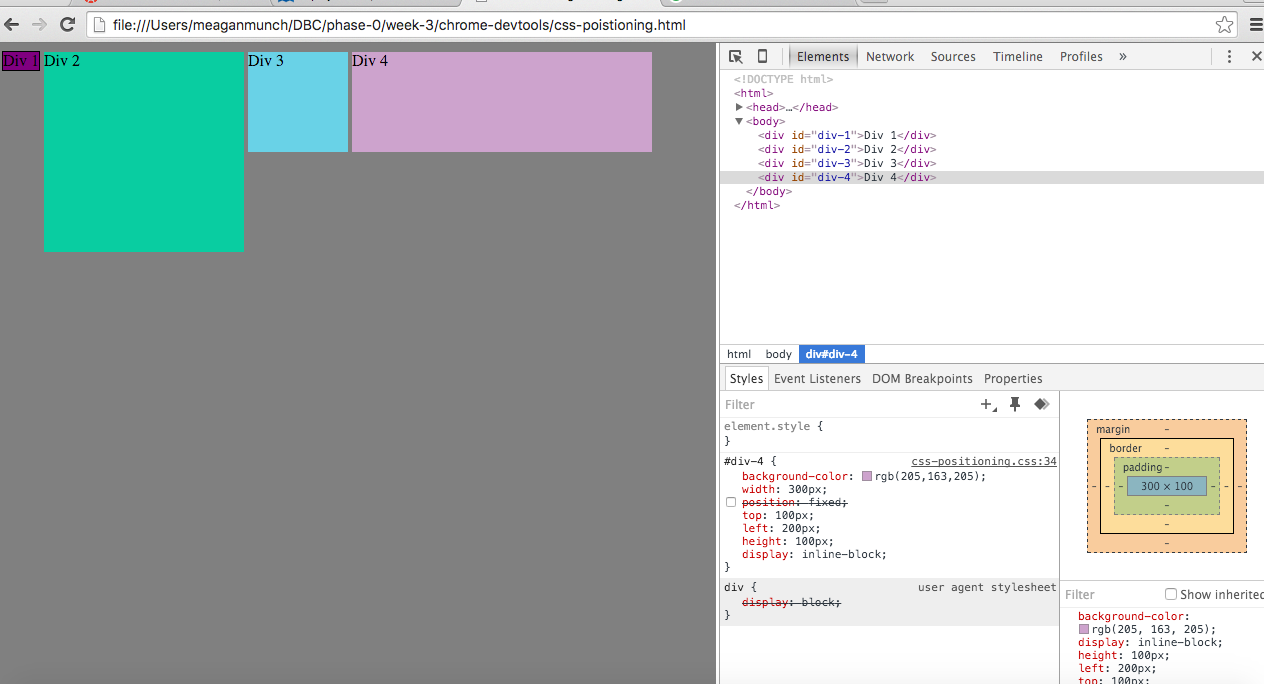 file:///Users/meaganmunch/DBC/phase-0/week-3/chrome-devtools/css-poistioning.html
Div 1
Div 2
Div 3
Div 4
Elements Network Sources Timeline Profiles »
<!DOCTYPE html>
<html>
<head>…</head>
<body>
<div id="div-1">Div 1</div>
<div id="div-2">Div 2</div>
<div id="div-3">Div 3</div>
<div id="div-4">Div 4</div>
</body>
</html>
html body div#div-4
Styles Event Listeners DOM Breakpoints Properties
Filter
element.style {
}
#div-4 { css-positioning.css:34
background-color: rgb(205,163,205);
width: 300px;
position: fixed;
top: 100px;
left: 200px;
height: 100px;
display: inline-block;
}
div { user agent stylesheet
display: block;
}
margin -
border -
padding -
- - - 300 × 100 - - -
-
-
-
Filter Show inherited
background-color:
rgb(205, 163, 205);
display: inline-block;
height: 100px;
left: 200px;
top: 100px;